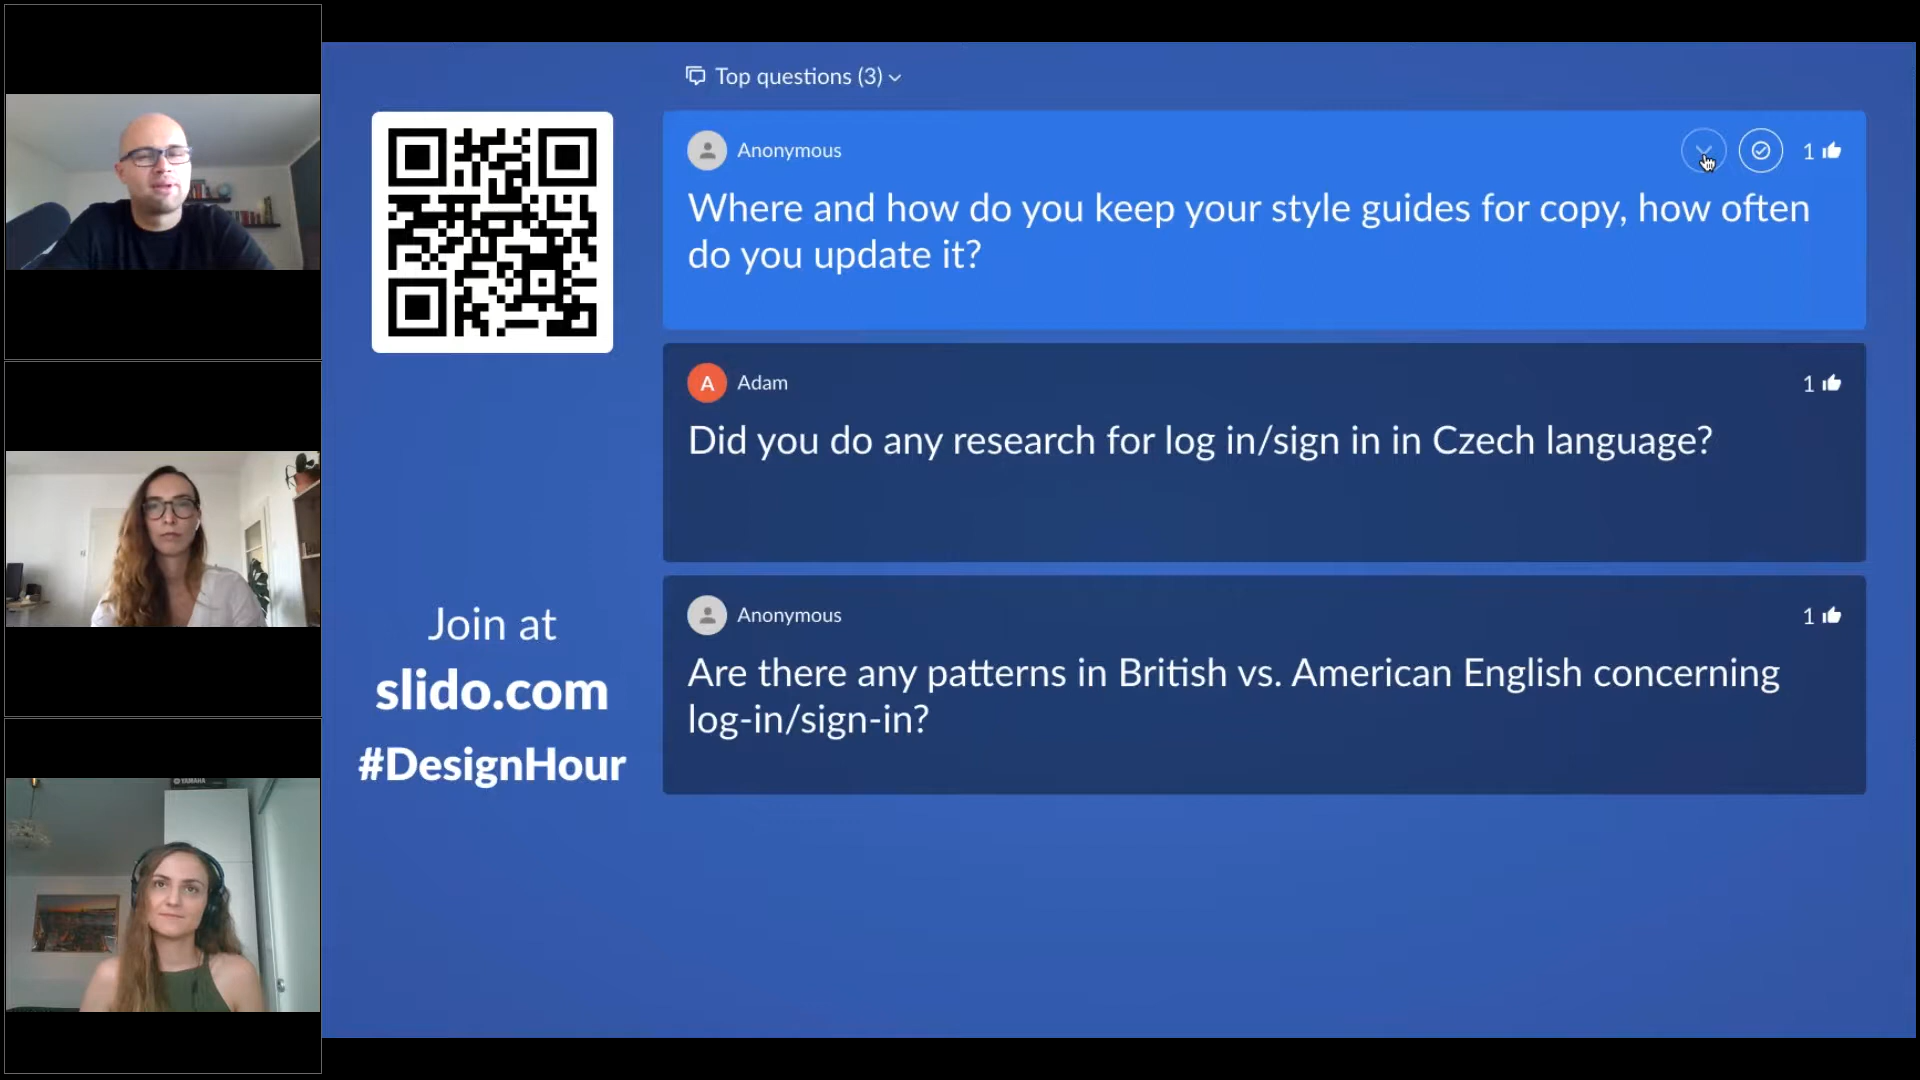 Top questions (3)
Anonymous
1
Where and how do you keep your style guides for copy, how often
do you update it?
A
Adam
1
Did you do any research for log in/sign in in Czech language?
Anonymous
1
Are there any patterns in British vs. American English concerning
log-in/sign-in?
Join at
slido.com
#DesignHour
YAMAHA